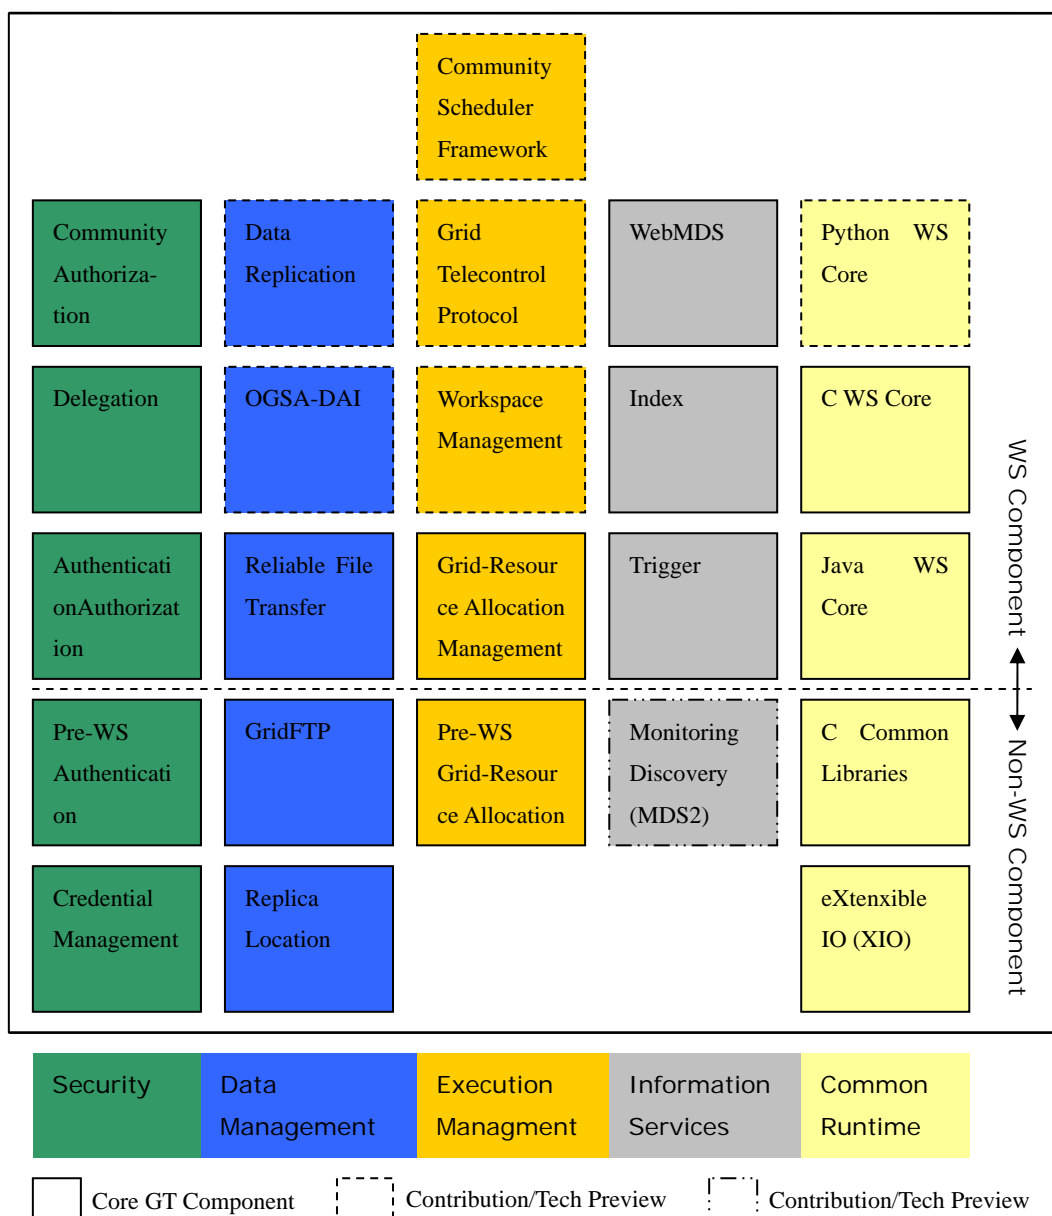 Community
Scheduler
Framework
Community
Authoriza-
tion
Data
Replication
Grid
Telecontrol
Protocol
WebMDS
Python WS
Core
Delegation
OGSA-DAI
Workspace
Management
Index
C WS Core
Authenticati
onAuthorizat
ion
Reliable File
Transfer
Grid-Resour
ce Allocation
Management
Trigger
Java WS
Core
WS Component
Pre-WS
Authenticati
on
GridFTP
Pre-WS
Grid-Resour
ce Allocation
Monitoring
Discovery
(MDS2)
C Common
Libraries
Non-WS Component
Credential
Management
Replica
Location
eXtenxible
IO (XIO)
Security
Data
Management
Execution
Managment
Information
Services
Common
Runtime
Core GT Component
Contribution/Tech Preview
Contribution/Tech Preview